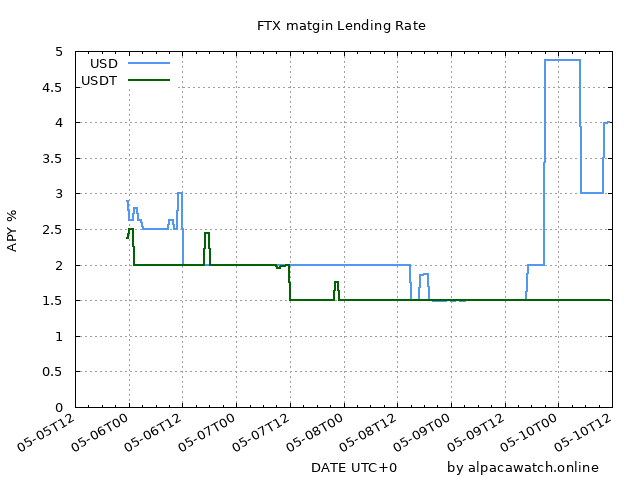 FTX matgin Lending Rate
USD
USDT
5
4.5
4
3.5
3
2.5
2
1.5
1
0.5
0
APY %
05-05T12
05-06T00
05-06T12
05-07T00
05-07T12
05-08T00
05-08T12
05-09T00
05-09T12
05-10T00
05-10T12
DATE UTC+0
by alpacawatch.online